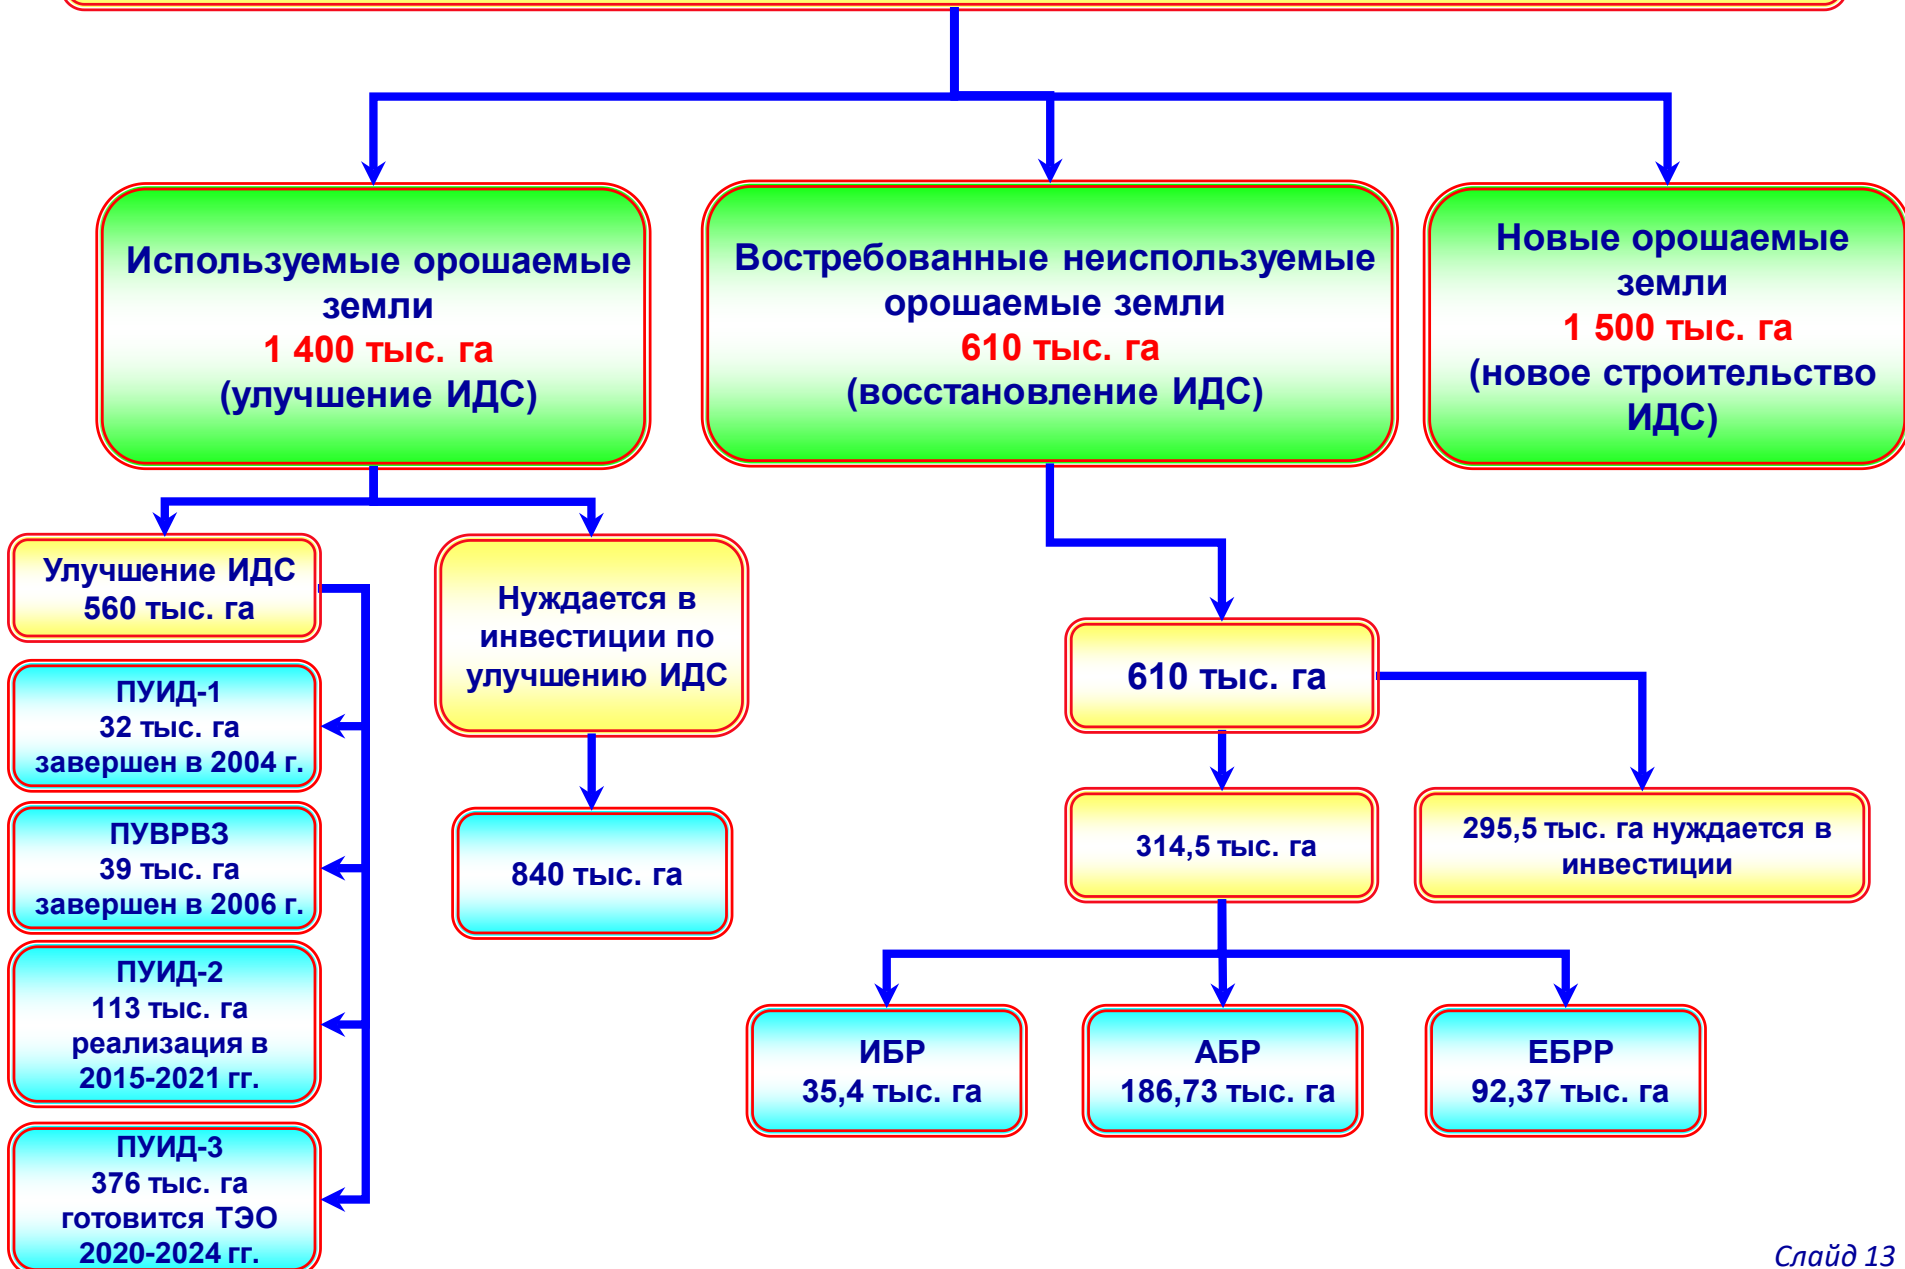 Используемые орошаемые
земли
1 400 тыс. га
(улучшение ИДС)
Востребованные неиспользуемые
орошаемые земли
610 тыс. га
(восстановление ИДС)
Новые орошаемые
земли
1 500 тыс. га
(новое строительство
ИДС)
Улучшение ИДС
560 тыс. га
ПУИД-1
32 тыс. га
завершен в 2004 г.
ПУВРВЗ
39 тыс. га
завершен в 2006 г.
ПУИД-2
113 тыс. га
реализация в
2015-2021 гг.
ПУИД-3
376 тыс. га
готовится ТЭО
2020-2024 гг.
Нуждается в
инвестиции по
улучшению ИДС
840 тыс. га
610 тыс. га
314,5 тыс. га
295,5 тыс. га нуждается в
инвестиции
ИБР
35,4 тыс. га
АБР
186,73 тыс. га
ЕБРР
92,37 тыс. га
Слайд 13